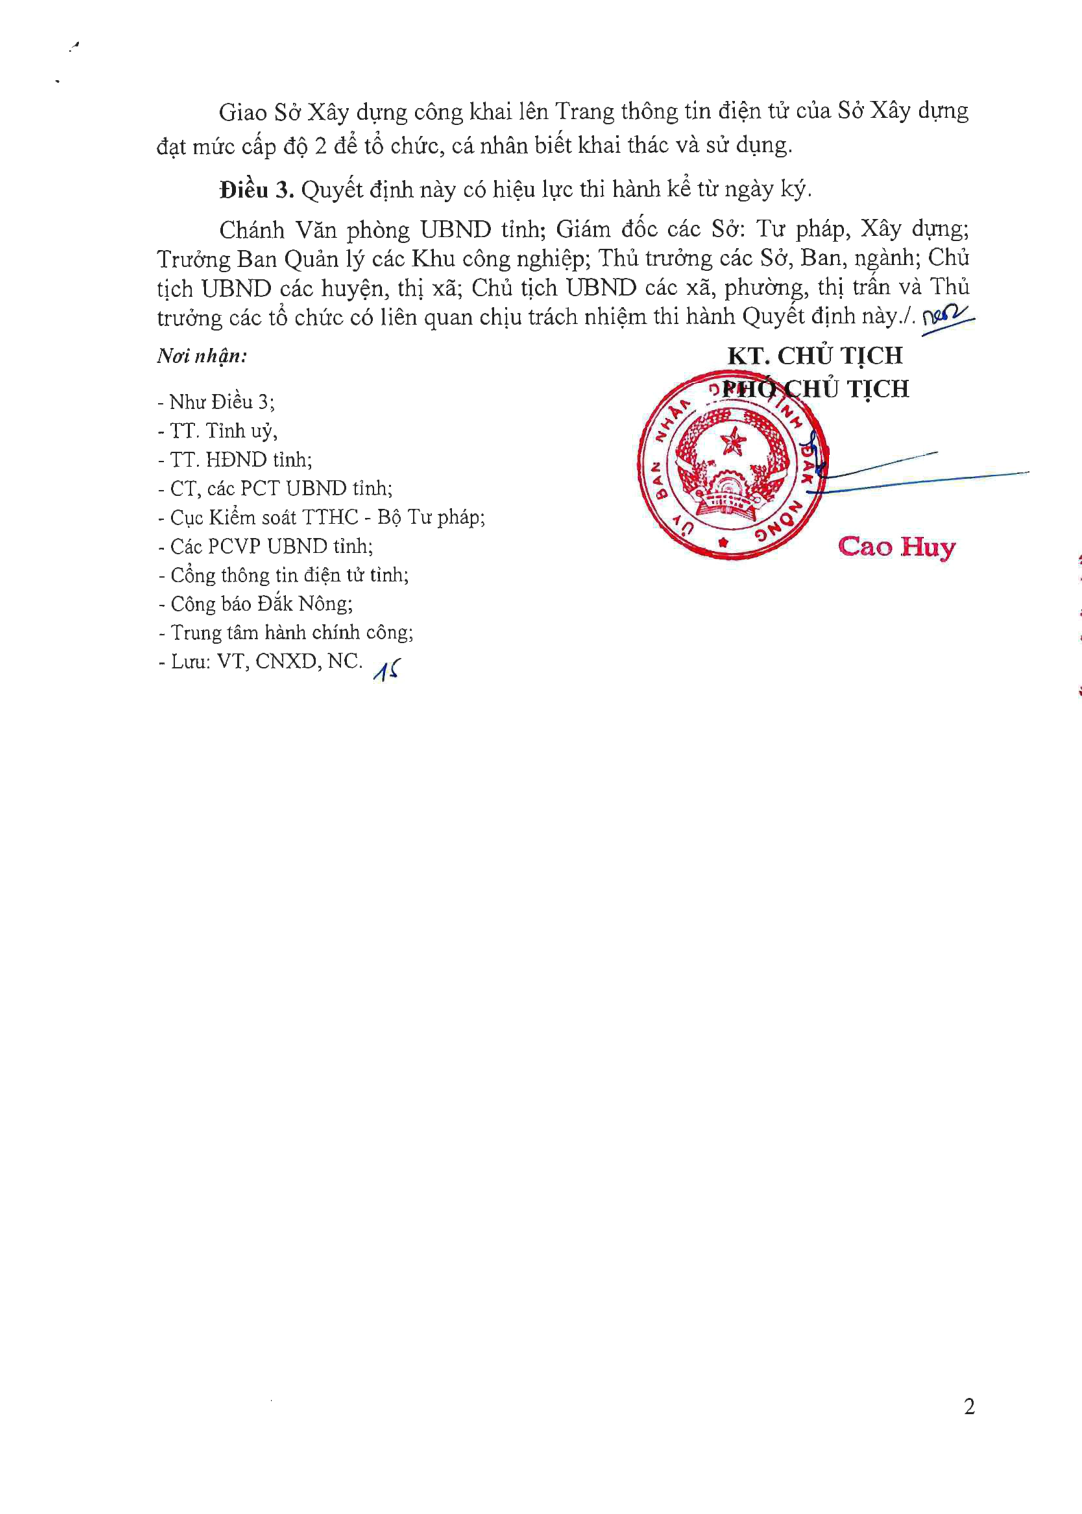 Giao Sở Xây dựng công khai lên Trang thông tin điện tử của Sở Xây dựng
đạt mức cấp độ 2 để tổ chức, cá nhân biết khai thác và sử dụng.
Điều 3. Quyết định này có hiệu lực thi hành kể từ ngày ký.
Chánh Văn phòng UBND tỉnh; Giám đốc các Sở: Tư pháp, Xây dựng;
Trưởng Ban Quản lý các Khu công nghiệp; Thủ trưởng các Sở, Ban, ngành; Chủ
tịch UBND các huyện, thị xã; Chủ tịch UBND các xã, phường, thị trấn và Thủ
trưởng các tổ chức có liên quan chịu trách nhiệm thi hành Quyết định này./.
Nơi nhận:
- Như Điều 3;
- TT. Tỉnh uỷ,
- TT. HĐND tỉnh;
- CT, các PCT UBND tỉnh;
- Cục Kiểm soát TTHC - Bộ Tư pháp;
- Các PCVP UBND tỉnh;
- Cổng thông tin điện tử tỉnh;
- Công báo Đắk Nông;
- Trung tâm hành chính công;
- Lưu: VT, CNXD, NC. 15
KT. CHỦ TỊCH
PHÓ CHỦ TỊCH
ỦY BAN NHÂN DÂN TỈNH ĐẮK NÔNG
Cao Huy
2